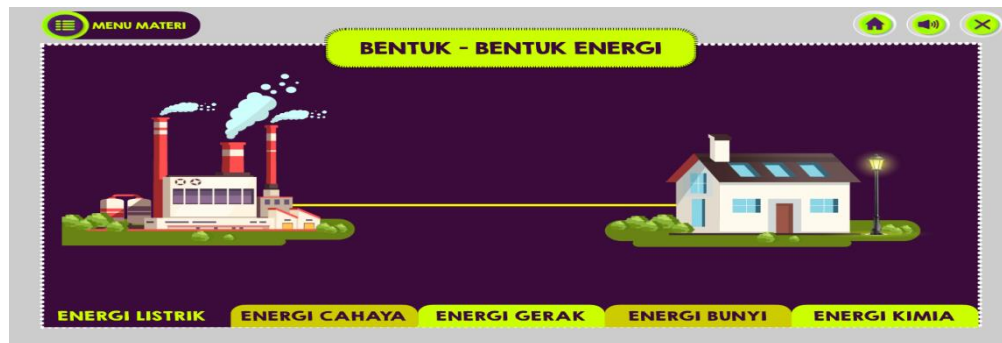 MENU MATERI
BENTUK - BENTUK ENERGI
ENERGI LISTRIK
ENERGI CAHAYA
ENERGI GERAK
ENERGI BUNYI
ENERGI KIMIA